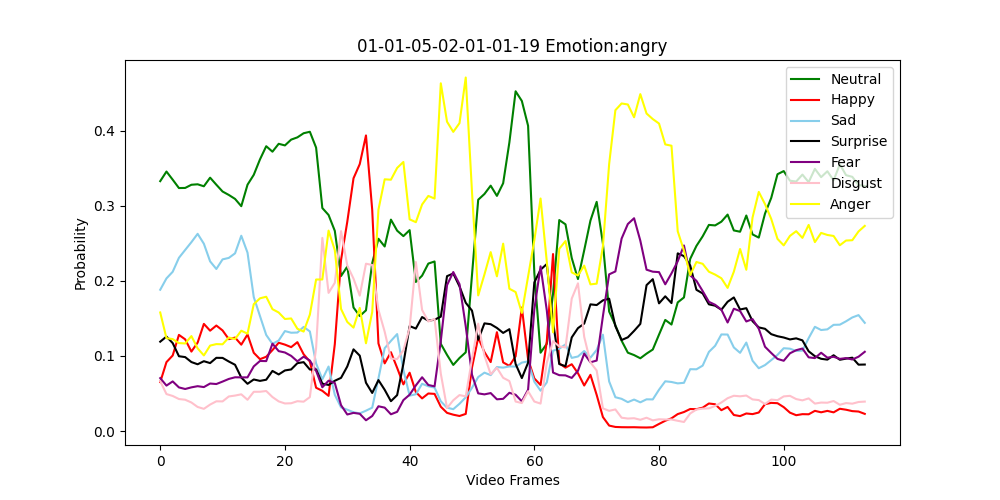 01-01-05-02-01-01-19 Emotion:angry
Neutral
Happy
Sad
Surprise
Fear
Disgust
Anger
Probability
0.4
0.3
0.2
0.1
0.0
0 20 40 60 80 100
Video Frames